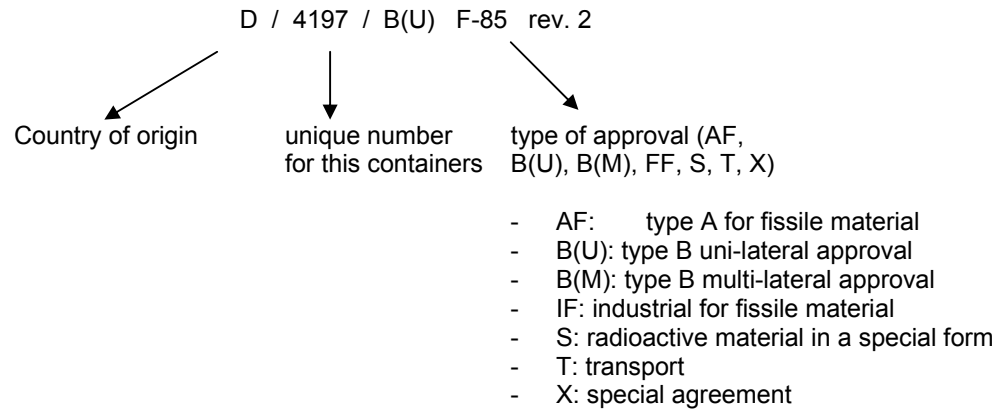 D / 4197 / B(U) F-85 rev. 2
Country of origin
unique number
for this containers
type of approval (AF,
B(U), B(M), FF, S, T, X)
- AF: type A for fissile material
- B(U): type B uni-lateral approval
- B(M): type B multi-lateral approval
- IF: industrial for fissile material
- S: radioactive material in a special form
- T: transport
- X: special agreement